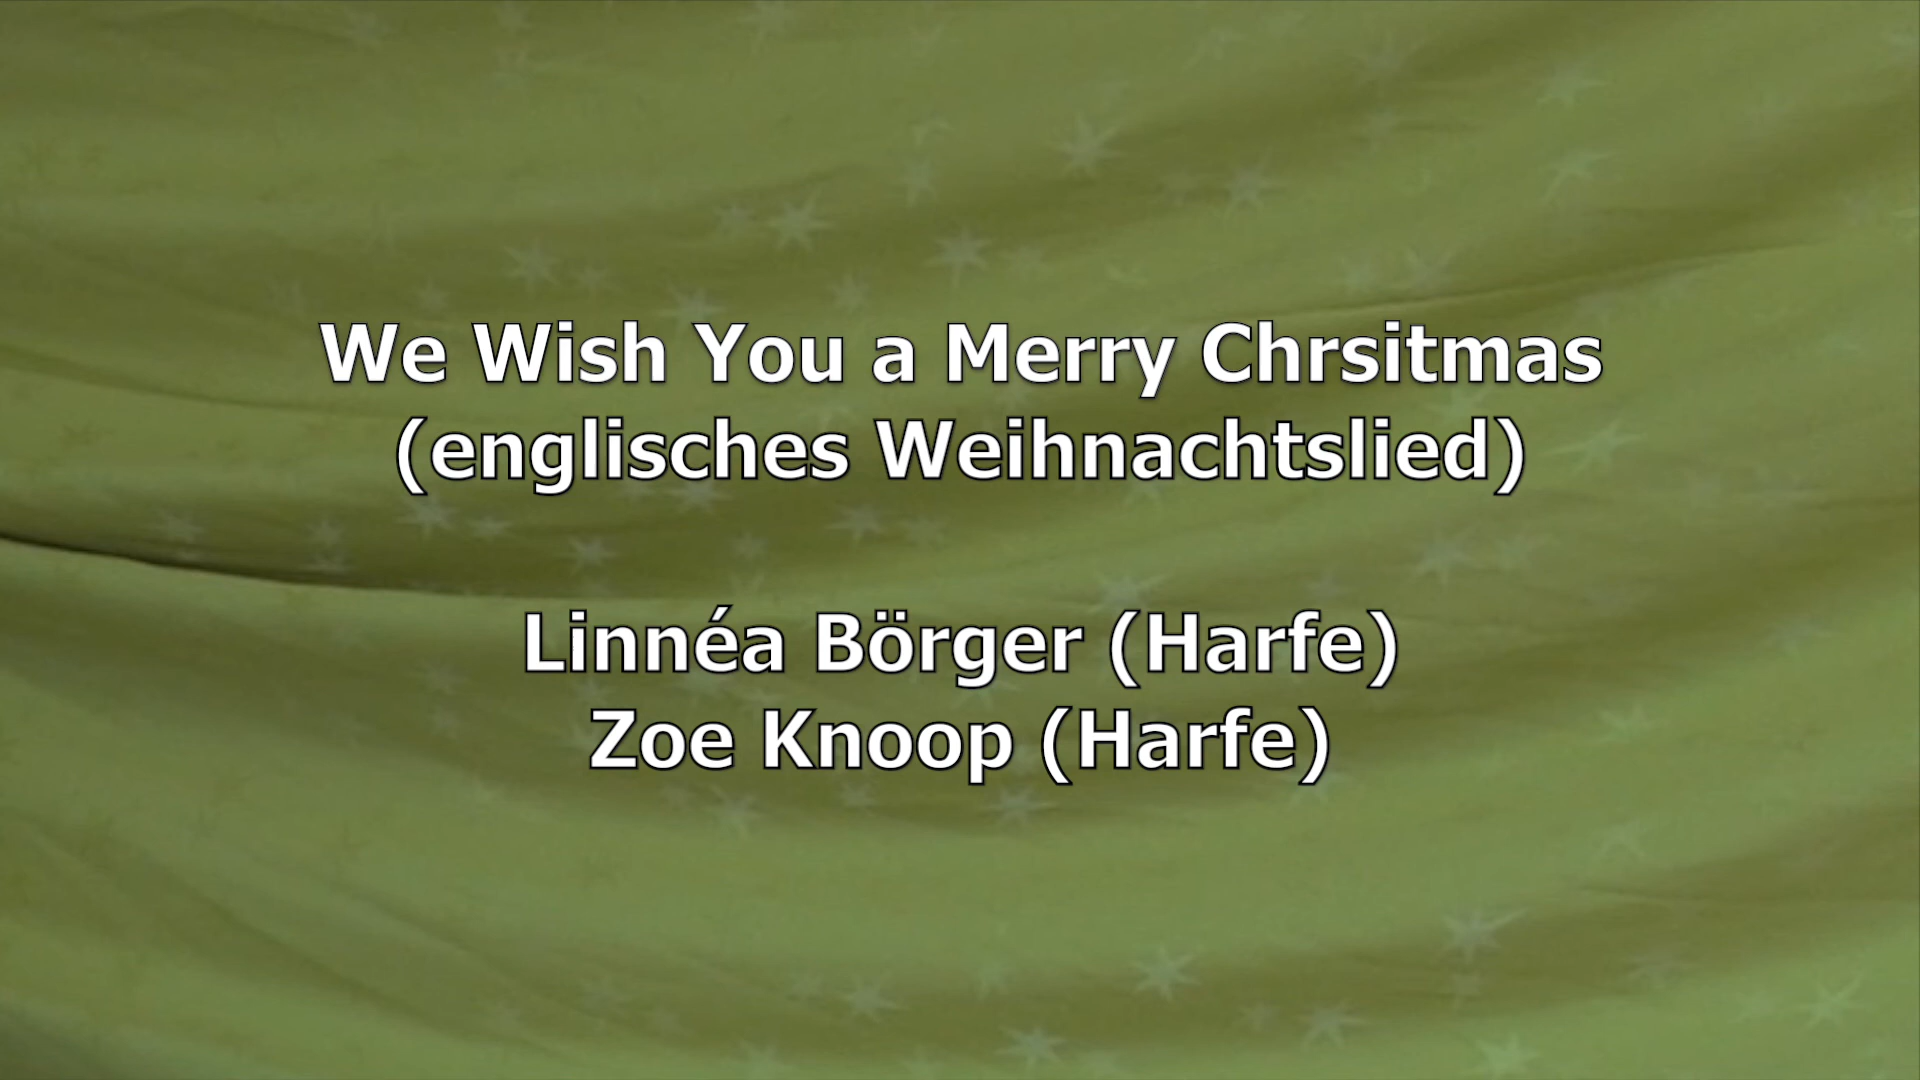 We Wish You a Merry Chrsitmas
(englisches Weihnachtslied)
Linnéa Börger (Harfe)
Zoe Knoop (Harfe)